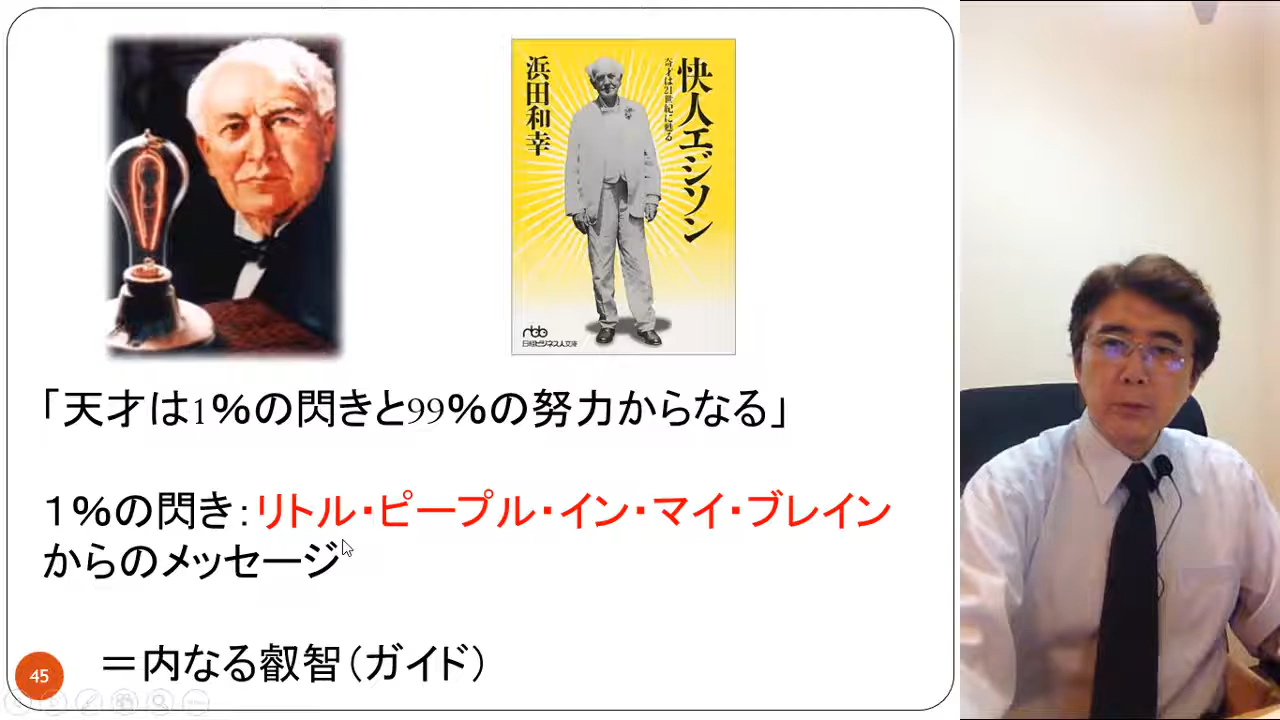 快人エジソン
奇才は21世紀に甦る
浜田和幸
nbb
日経ビジネス人文庫
「天才は1%の閃きと99%の努力からなる」
1%の閃き:リトル・ピープル・イン・マイ・ブレイン
からのメッセージ
=内なる叡智(ガイド)
45